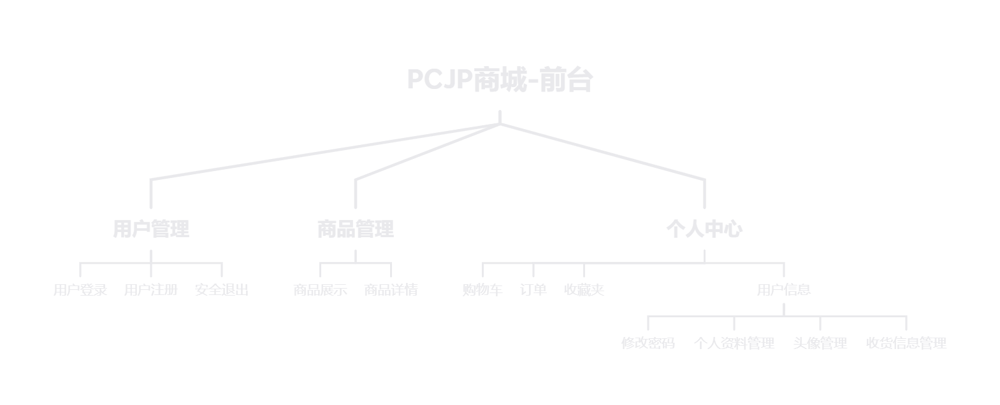 PCJP商城-前台
用户管理 商品管理 个人中心
用户登录 用户注册 安全退出 商品展示 商品详情 购物车 订单 收藏夹 用户信息
修改密码 个人资料管理 头像管理 收货信息管理